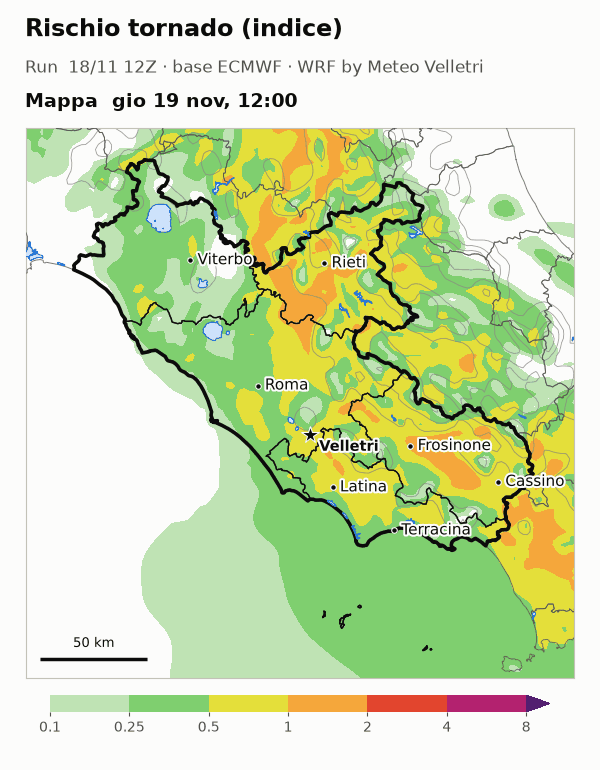 Rischio tornado (indice)
Run  18/11 12Z · base ECMWF · WRF by Meteo Velletri
Mappa  gio 19 nov, 12:00
Viterbo
Rieti
Roma
Velletri
Frosinone
Cassino
Latina
Terracina
50 km
0.1 0.25 0.5 1 2 4 8